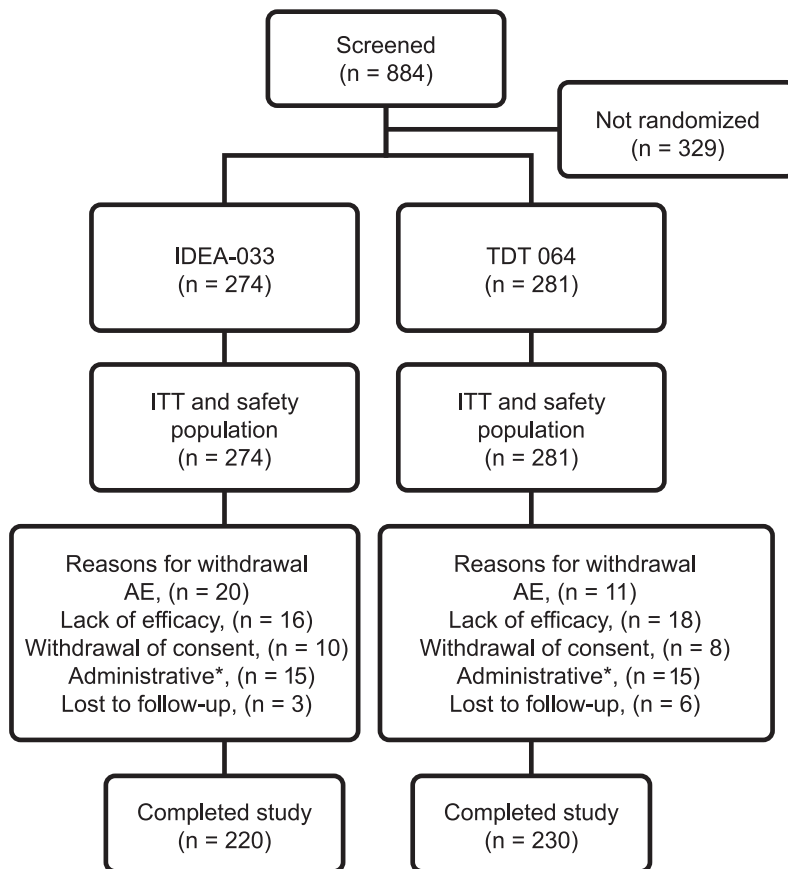 Screened
(n = 884)
Not randomized
(n = 329)
IDEA-033
(n = 274)
TDT 064
(n = 281)
ITT and safety
population
(n = 274)
ITT and safety
population
(n = 281)
Reasons for withdrawal
AE, (n = 20)
Lack of efficacy, (n = 16)
Withdrawal of consent, (n = 10)
Administrative*, (n = 15)
Lost to follow-up, (n = 3)
Reasons for withdrawal
AE, (n = 11)
Lack of efficacy, (n = 18)
Withdrawal of consent, (n = 8)
Administrative*, (n = 15)
Lost to follow-up, (n = 6)
Completed study
(n = 220)
Completed study
(n = 230)